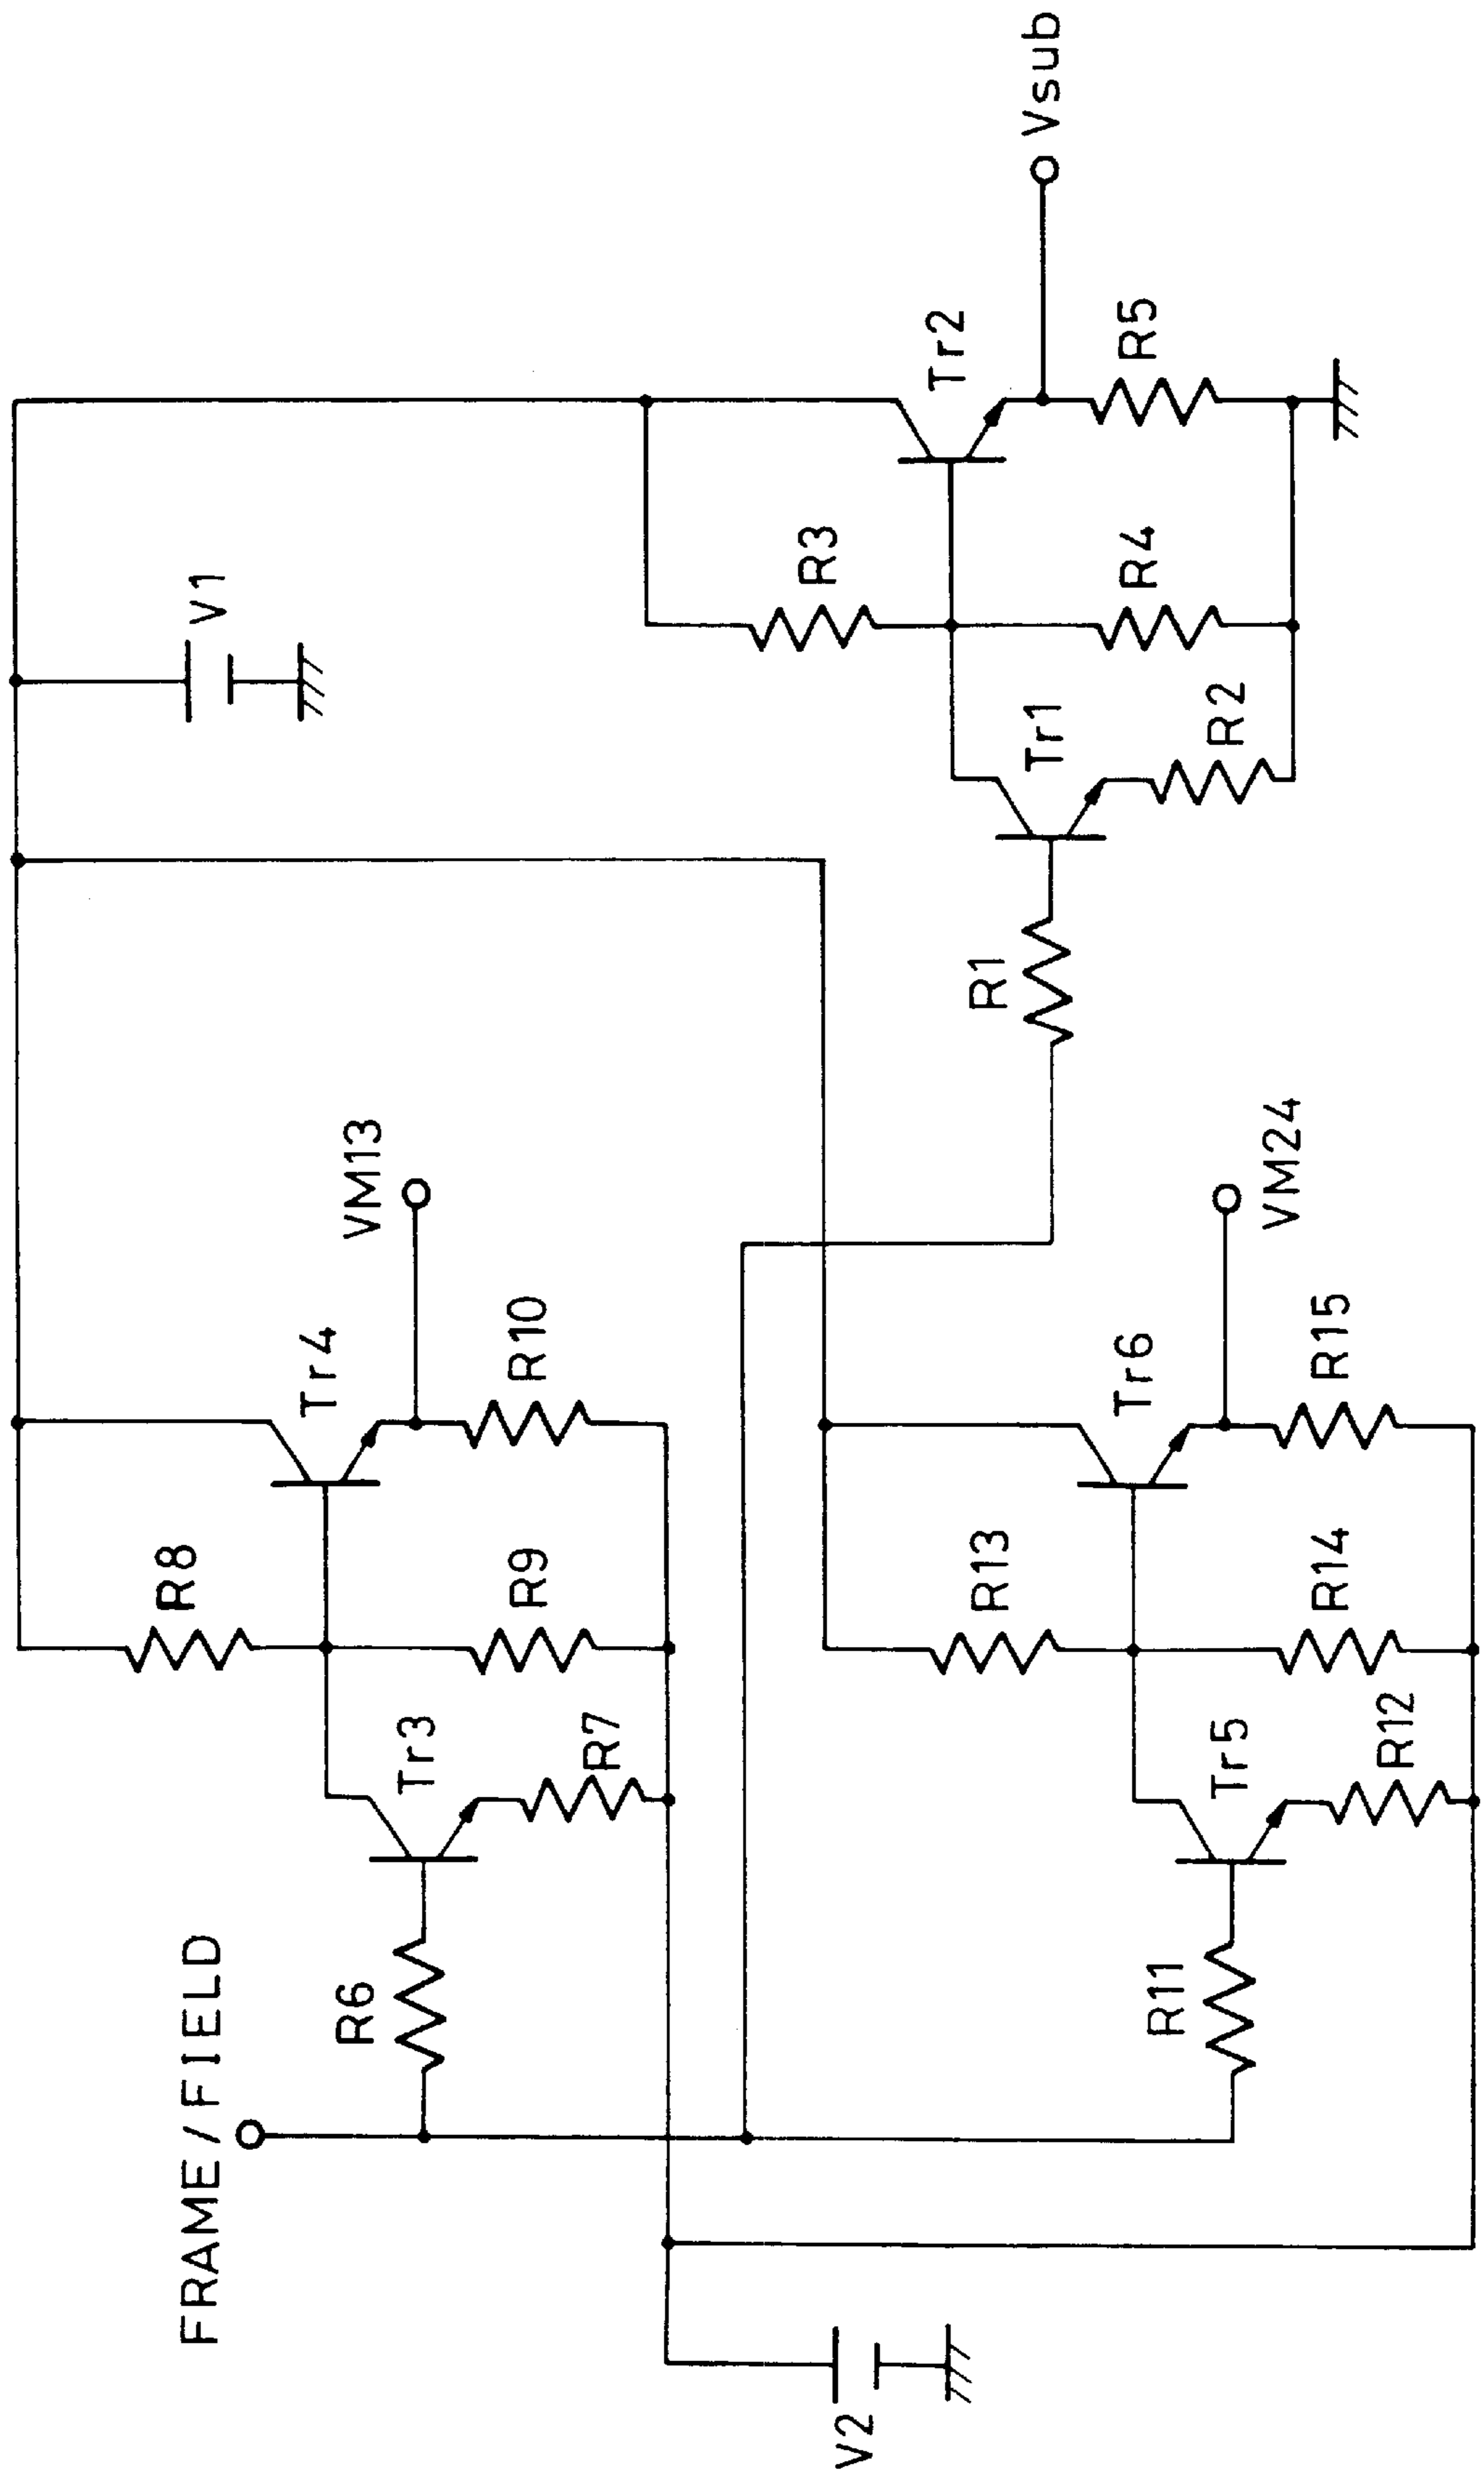 FRAME/FIELD
V1
V2
R8
Tr4
VM13
R6
Tr3
R9
R10
R7
R3
Tr2
Vsub
R1
Tr1
R4
R5
R2
R13
Tr6
VM24
R11
Tr5
R14
R15
R12